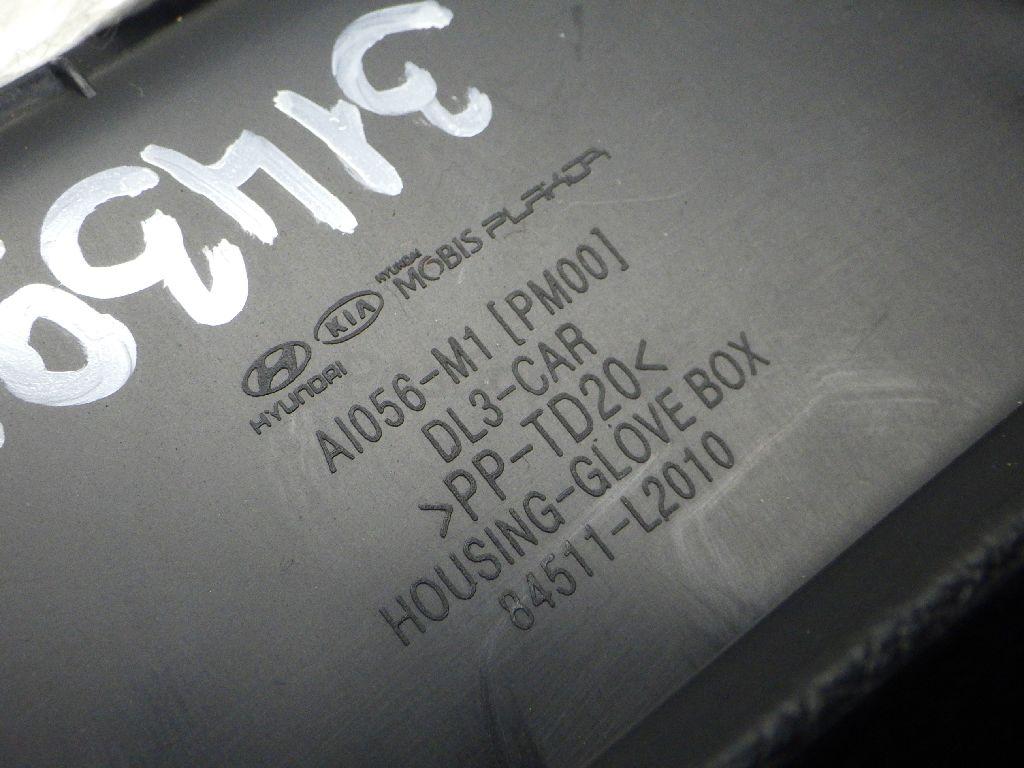 HYUNDAI KIA HYUNDAI MOBIS PLAKOR
AI056-M1 [PM00]
DL3-CAR
>PP-TD20<
HOUSING-GLOVE BOX
84511-L2010